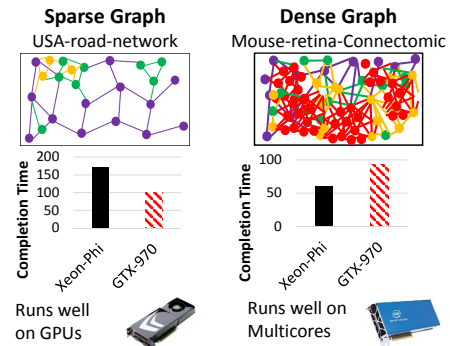 Sparse Graph
USA-road-network
Completion Time
200
150
100
50
0
Xeon-Phi
GTX-970
Runs well
on GPUs
Dense Graph
Mouse-retina-Connectomic
Completion Time
100
50
0
Xeon-Phi
GTX-970
Runs well on
Multicores